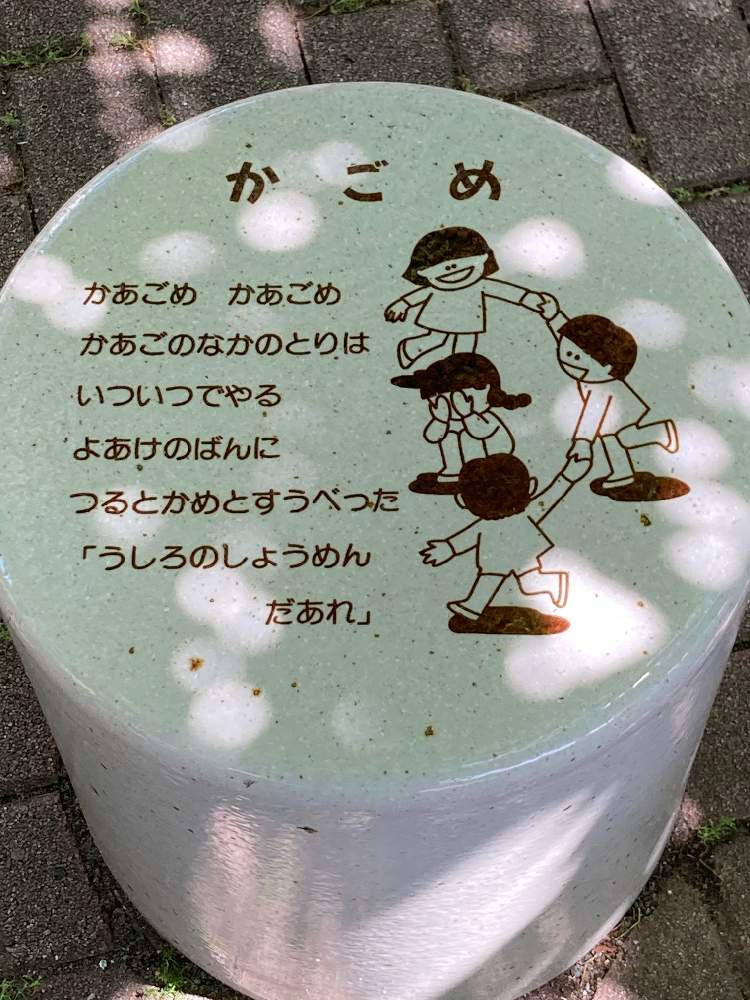 かごめ
かあごめ　かあごめ
かあごのなかのとりは
いついつでやる
よあけのばんに
つるとかめとすうべった
「うしろのしょうめん
だあれ」